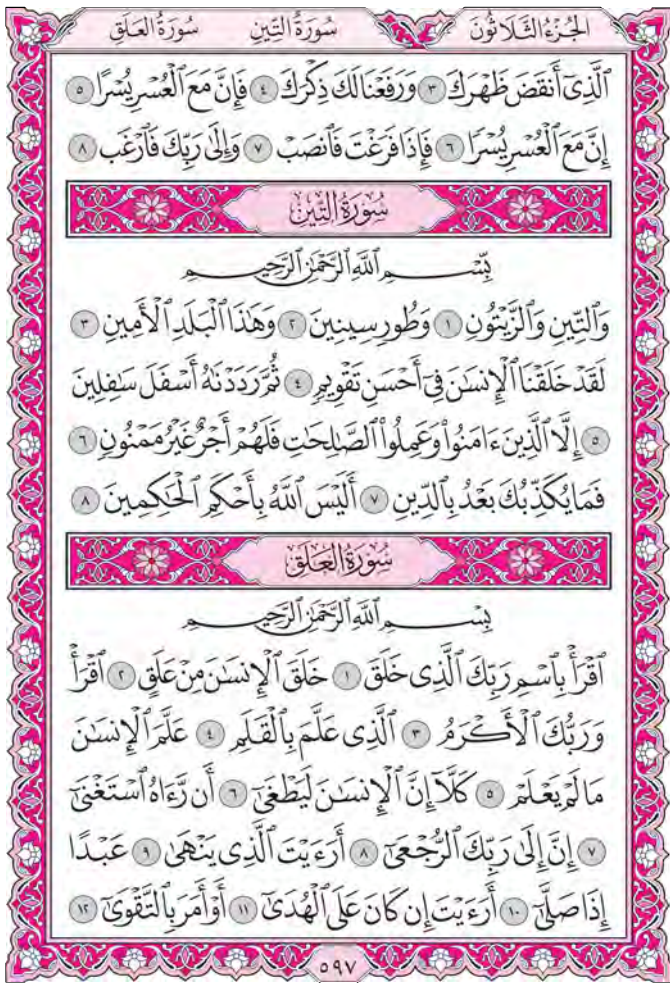 الجُزْءُ الثَّلَاثُونَ سُورَةُ التِّينِ سُورَةُ العَلَقِ
ٱلَّذِىٓ أَنقَضَ ظَهْرَكَ ٣ وَرَفَعْنَا لَكَ ذِكْرَكَ ٤ فَإِنَّ مَعَ ٱلْعُسْرِ يُسْرًا ٥
إِنَّ مَعَ ٱلْعُسْرِ يُسْرًا ٦ فَإِذَا فَرَغْتَ فَٱنصَبْ ٧ وَإِلَىٰ رَبِّكَ فَٱرْغَب ٨
سُورَةُ التِّينِ
بِّسْمِ ٱللَّهِ ٱلرَّحْمَٰنِ ٱلرَّحِيمِ
وَٱلتِّينِ وَٱلزَّيْتُونِ ١ وَطُورِ سِينِينَ ٢ وَهَٰذَا ٱلْبَلَدِ ٱلْأَمِينِ ٣
لَقَدْ خَلَقْنَا ٱلْإِنسَٰنَ فِىٓ أَحْسَنِ تَقْوِيمٍ ٤ ثُمَّ رَدَدْنَٰهُ أَسْفَلَ سَٰفِلِينَ
٥ إِلَّا ٱلَّذِينَ ءَامَنُوا۟ وَعَمِلُوا۟ ٱلصَّٰلِحَٰتِ فَلَهُمْ أَجْرٌ غَيْرُ مَمْنُونٍ ٦
فَمَا يُكَذِّبُكَ بَعْدُ بِٱلدِّينِ ٧ أَلَيْسَ ٱللَّهُ بِأَحْكَمِ ٱلْحَٰكِمِينَ ٨
سُورَةُ العَلَقِ
بِّسْمِ ٱللَّهِ ٱلرَّحْمَٰنِ ٱلرَّحِيمِ
ٱقْرَأْ بِٱسْمِ رَبِّكَ ٱلَّذِى خَلَقَ ١ خَلَقَ ٱلْإِنسَٰنَ مِنْ عَلَقٍ ٢ ٱقْرَأْ
وَرَبُّكَ ٱلْأَكْرَمُ ٣ ٱلَّذِى عَلَّمَ بِٱلْقَلَمِ ٤ عَلَّمَ ٱلْإِنسَٰنَ
مَا لَمْ يَعْلَمْ ٥ كَلَّآ إِنَّ ٱلْإِنسَٰنَ لَيَطْغَىٰٓ ٦ أَن رَّءَاهُ ٱسْتَغْنَىٰٓ
٧ إِنَّ إِلَىٰ رَبِّكَ ٱلرُّجْعَىٰٓ ٨ أَرَءَيْتَ ٱلَّذِى يَنْهَىٰ ٩ عَبْدًا
إِذَا صَلَّىٰٓ ١٠ أَرَءَيْتَ إِن كَانَ عَلَى ٱلْهُدَىٰٓ ١١ أَوْ أَمَرَ بِٱلتَّقْوَىٰٓ ١٢
٥٩٧